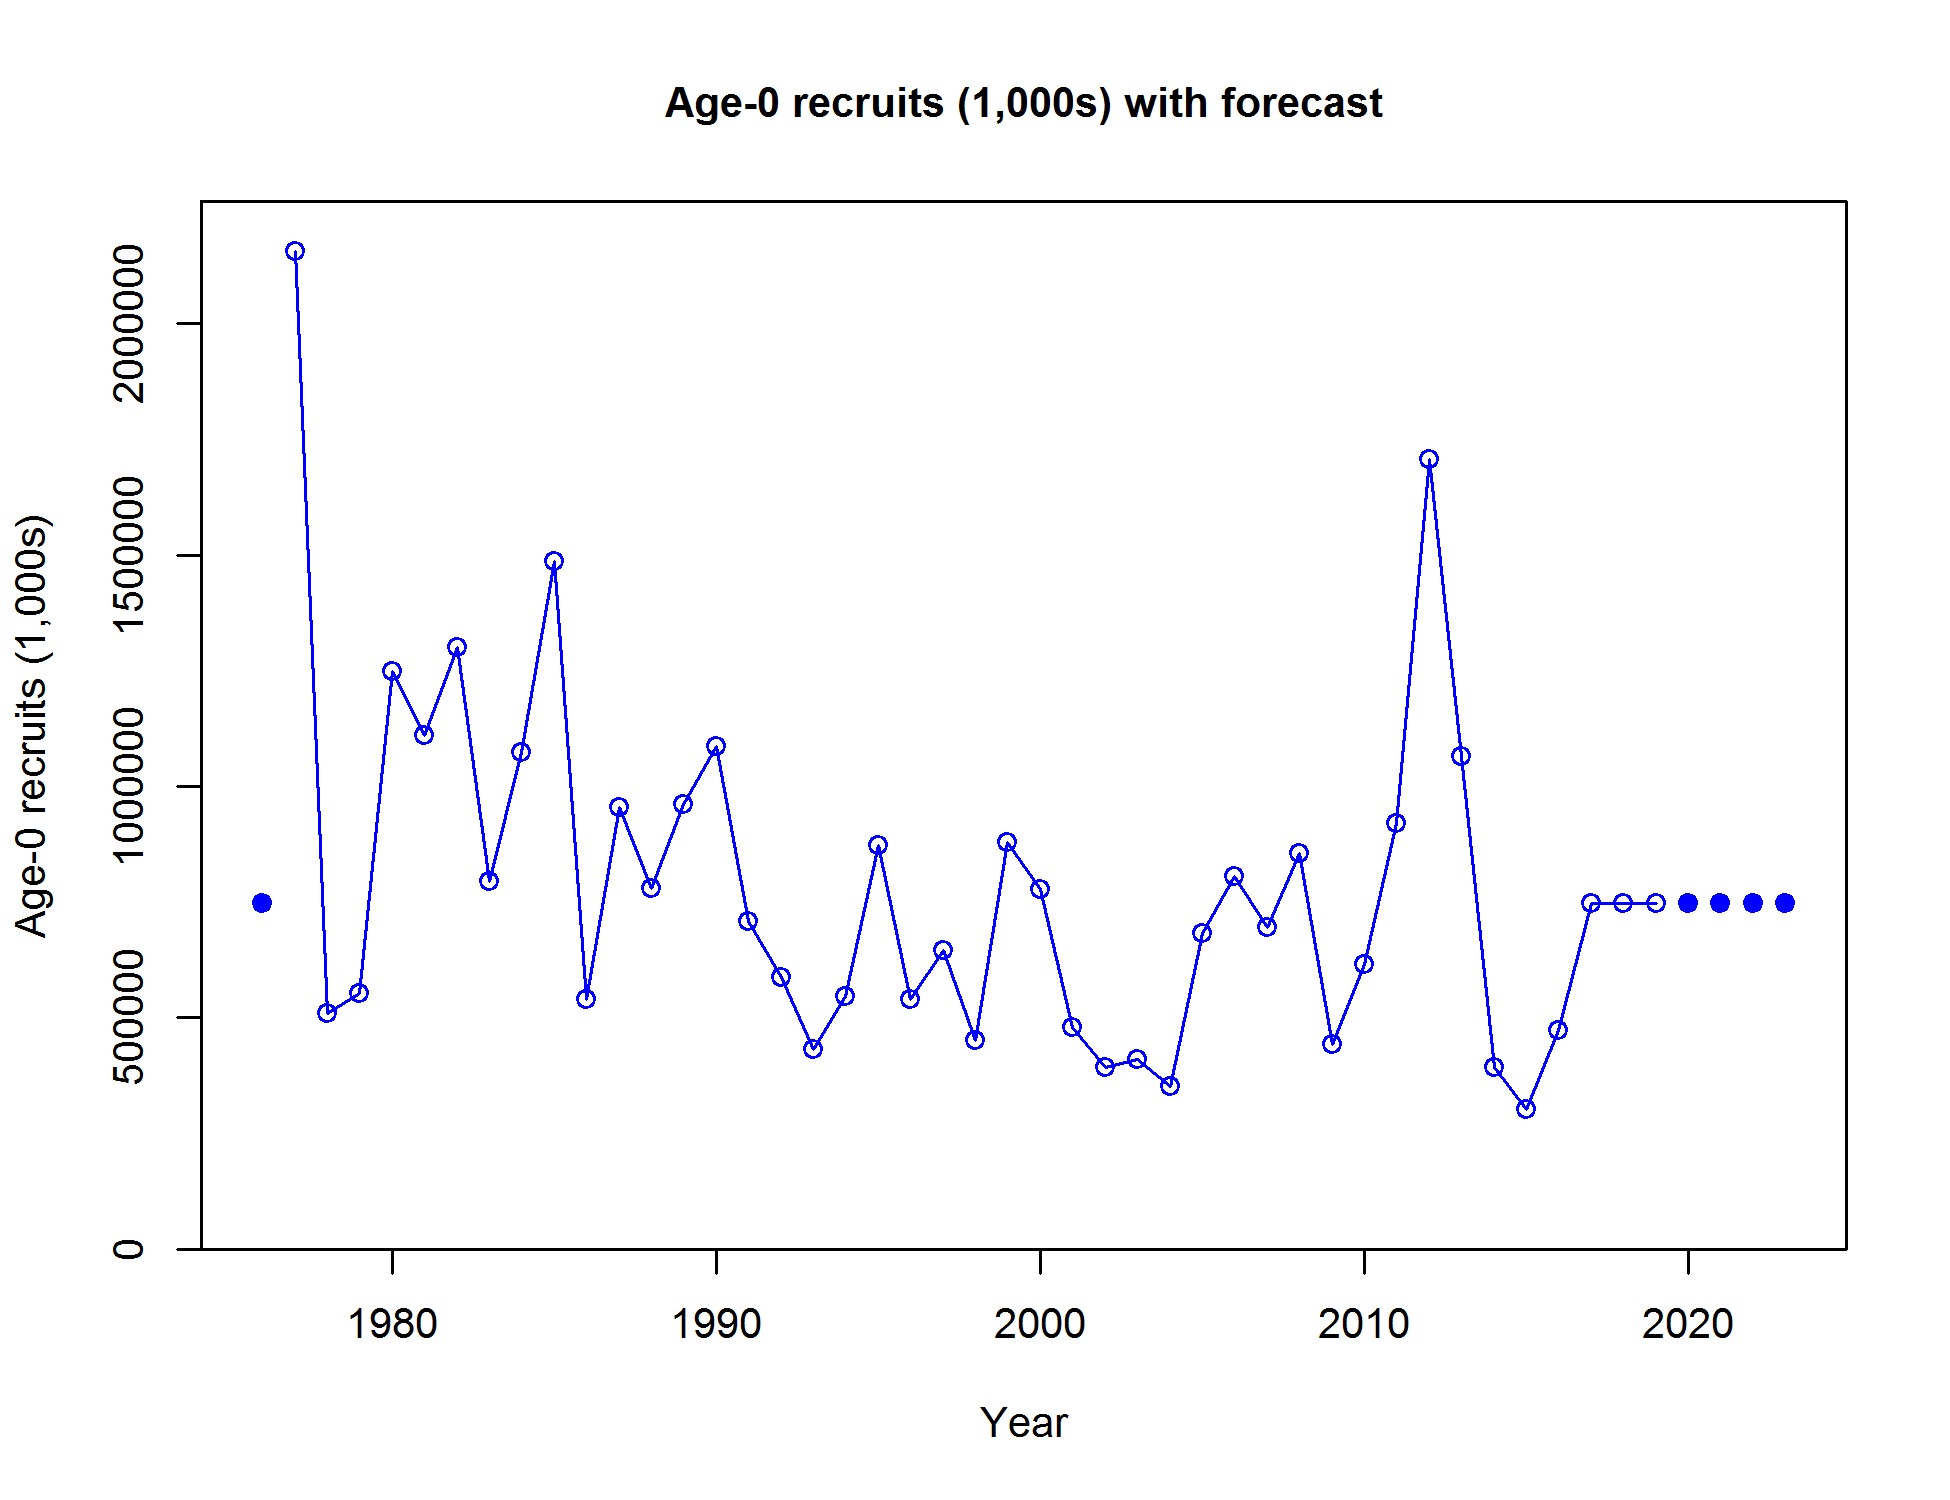 Age-0 recruits (1,000s) with forecast
Age-0 recruits (1,000s)
2000000
1500000
1000000
500000
0
1980 1990 2000 2010 2020
Year